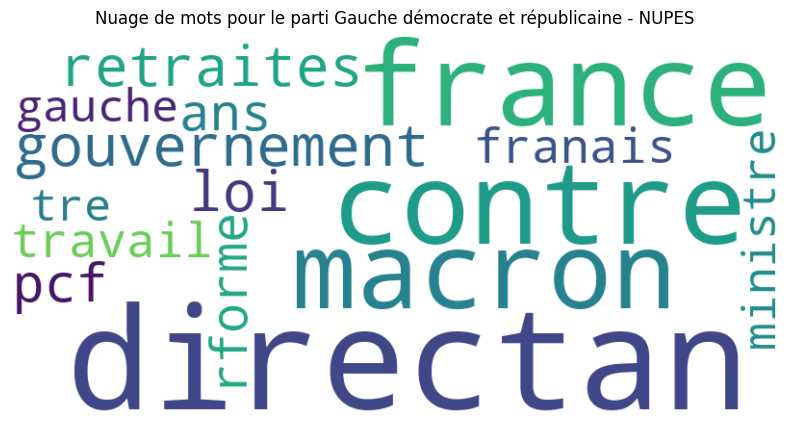 Nuage de mots pour le parti Gauche démocrate et républicaine - NUPES
retraites
france
gauche
ans
gouvernement
franais
tre
loi
contre
ministre
travail
rforme
macron
pcf
directan